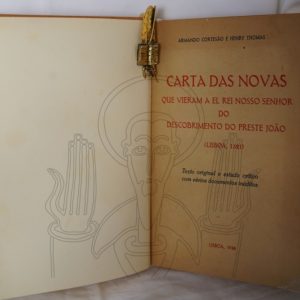 ARMANDO CORTESÃO E HENRY THOMAS
CARTA DAS NOVAS
QUE VIERAM A EL REI NOSSO SENHOR
DO
DESCOBRIMENTO DO PRESTE JOÃO
(LISBOA, 1521)
Texto original e estudo crítico
com vários documentos inéditos
LISBOA, 1938